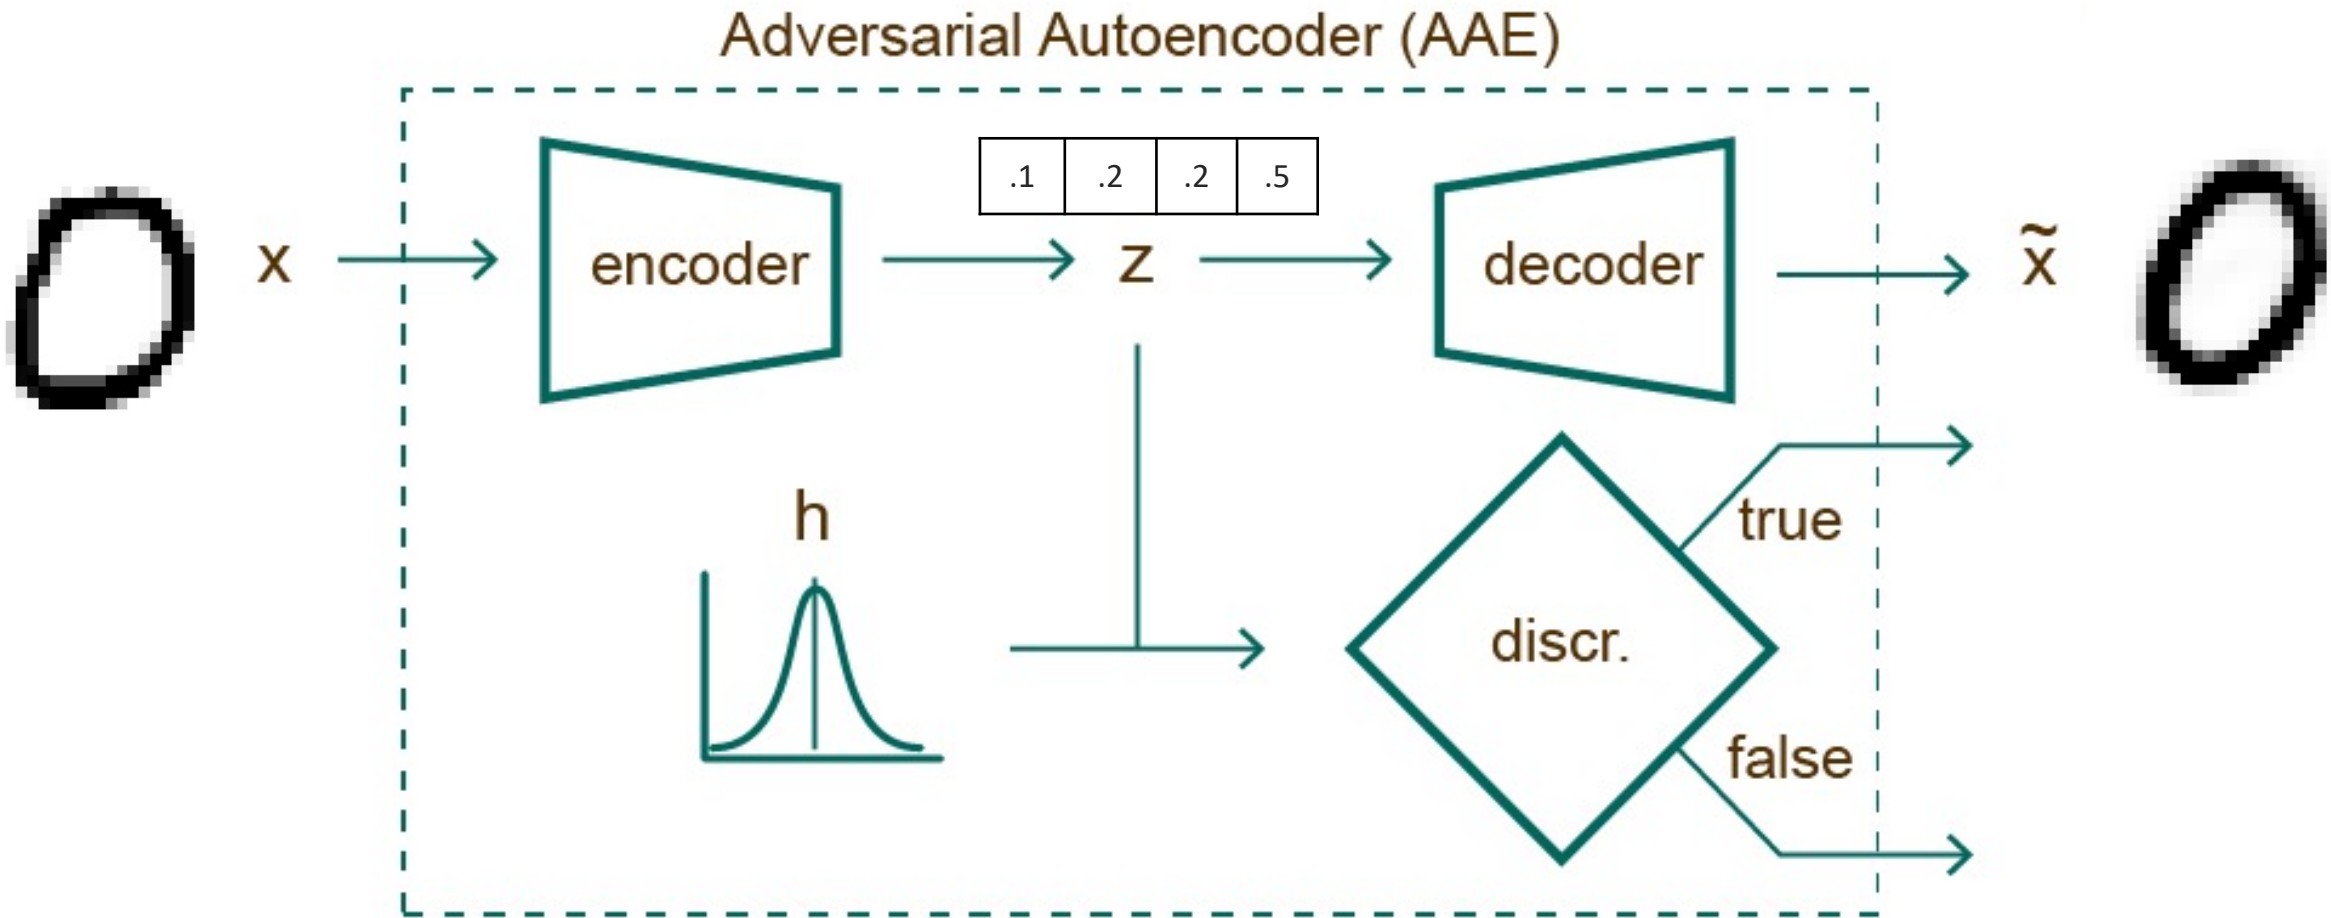 Adversarial Autoencoder (AAE)
.1 .2 .2 .5
x encoder z decoder x̃
h
true
discr.
false